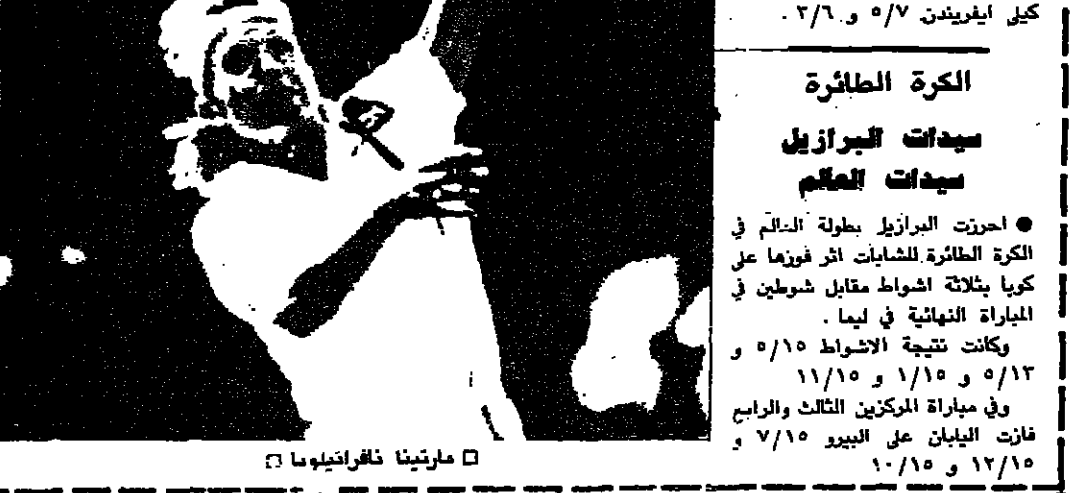 كيلي ايفريندن ٥/٧ و ٣/٦ .
الكرة الطائرة
سيدات البرازيل
سيدات العالم
● احرزت البرازيل بطولة العالم في
الكرة الطائرة للشابات اثر فوزها على
كوبا بثلاثة اشواط مقابل شوطين في
المباراة النهائية في ليما .
وكانت نتيجة الاشواط ٥/١٥ و
٥/١٣ و ١/١٥ و ١١/١٥
وفي مباراة المركزين الثالث والرابع
فازت اليابان على البيرو ٧/١٥ و
١٢/١٥ و ١٠/١٥
□ مارتينا نافراتيلوما □